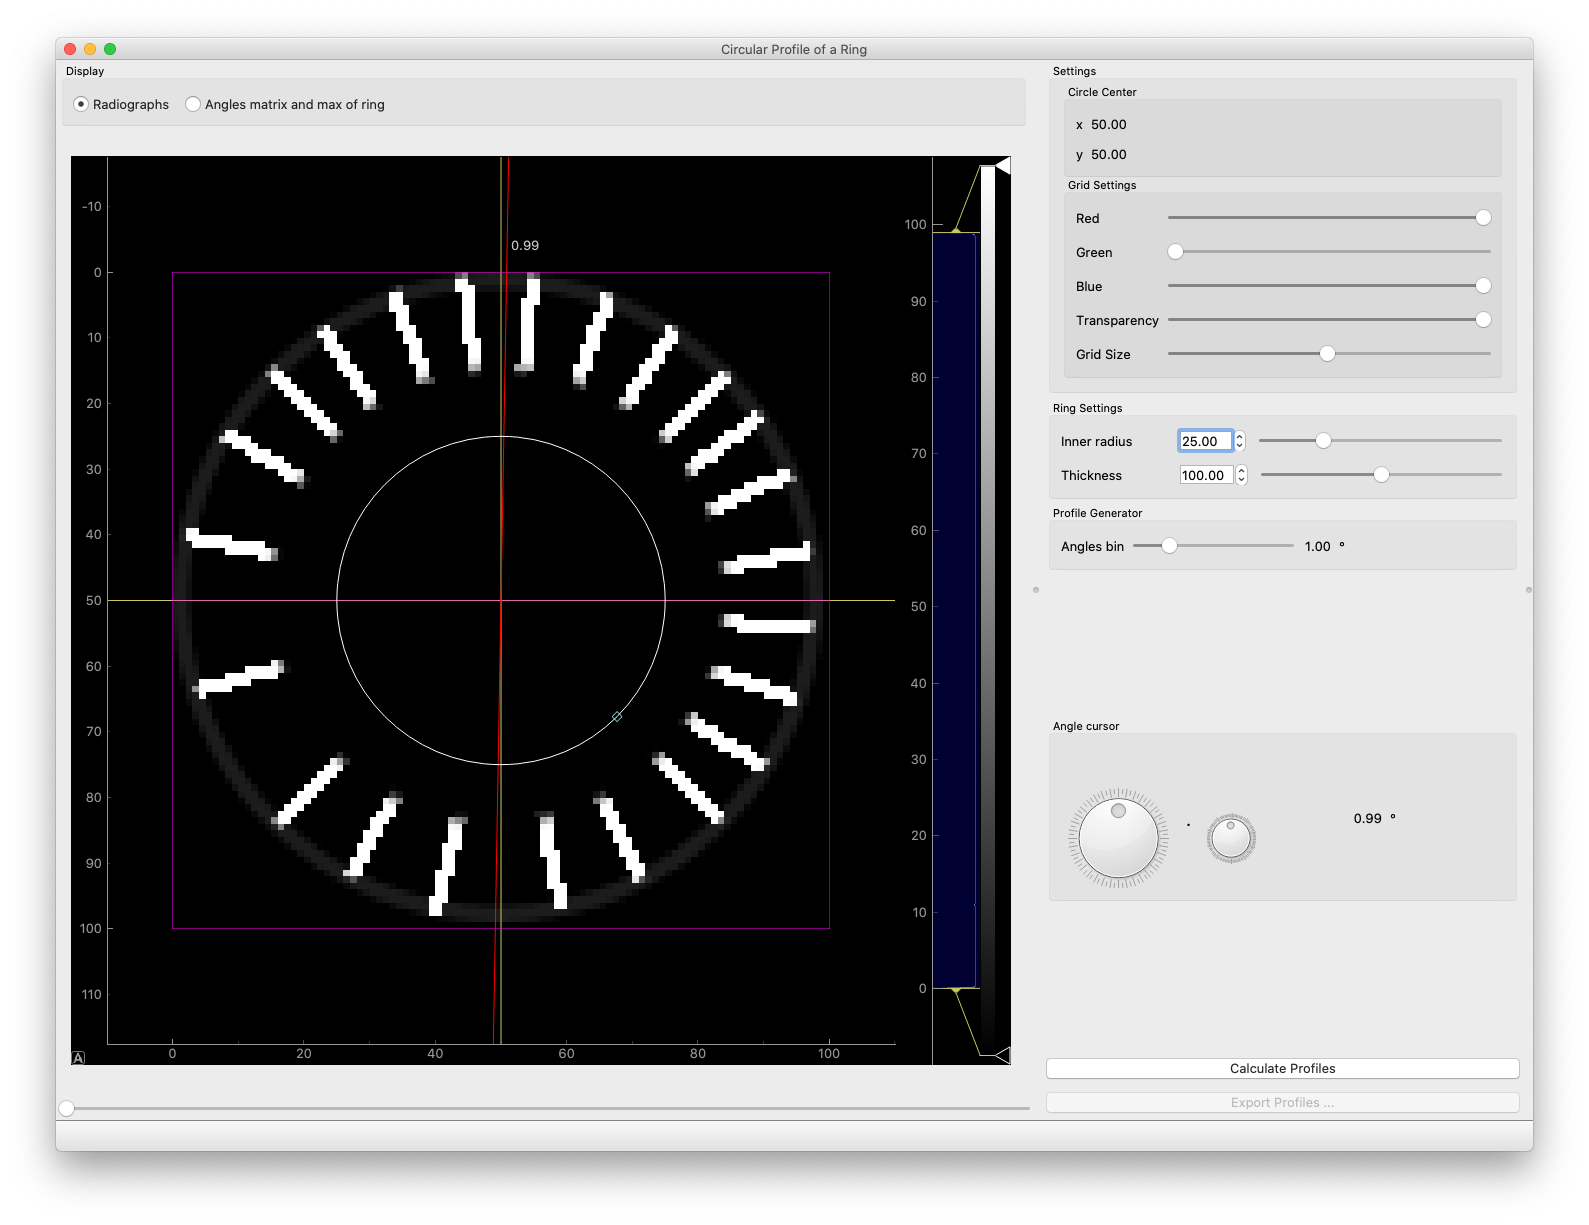 Circular Profile of a Ring
Display
Radiographs
Angles matrix and max of ring
-10
0
10
20
30
40
50
60
70
80
90
100
110
0.99
0
20
40
60
80
100
A
100
90
80
70
60
50
40
30
20
10
0
Settings
Circle Center
x 50.00
y 50.00
Grid Settings
Red
Green
Blue
Transparency
Grid Size
Ring Settings
Inner radius 25.00
Thickness 100.00
Profile Generator
Angles bin 1.00 °
Angle cursor
. 0.99 °
Calculate Profiles
Export Profiles ...